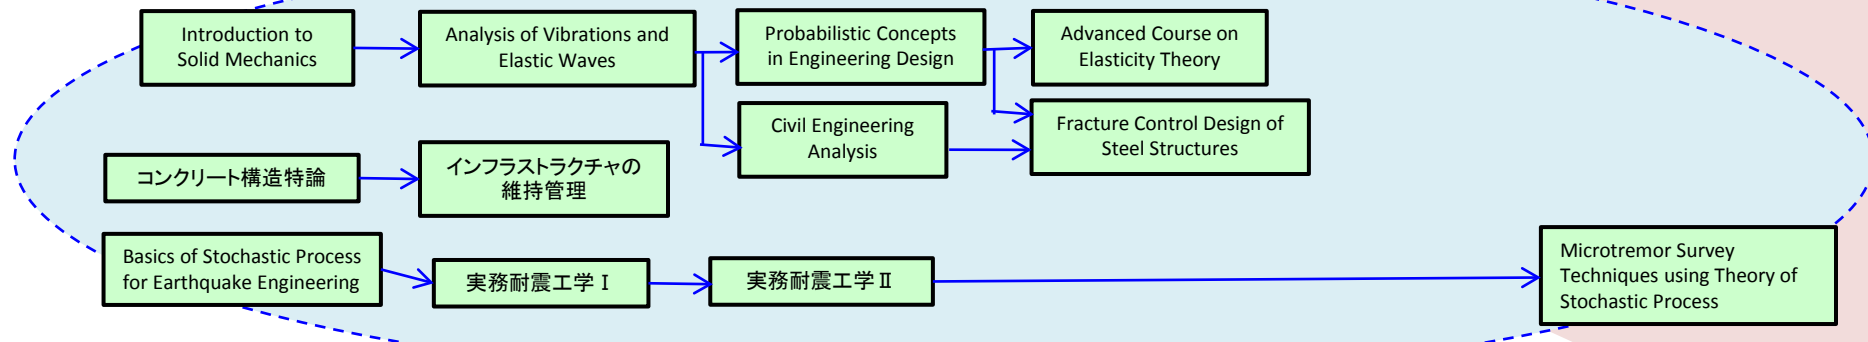 Introduction to
Solid Mechanics
Analysis of Vibrations and
Elastic Waves
Probabilistic Concepts
in Engineering Design
Advanced Course on
Elasticity Theory
Civil Engineering
Analysis
Fracture Control Design of
Steel Structures
コンクリート構造特論
インフラストラクチャの
維持管理
Basics of Stochastic Process
for Earthquake Engineering
実務耐震工学Ⅰ
実務耐震工学Ⅱ
Microtremor Survey
Techniques using Theory of
Stochastic Process